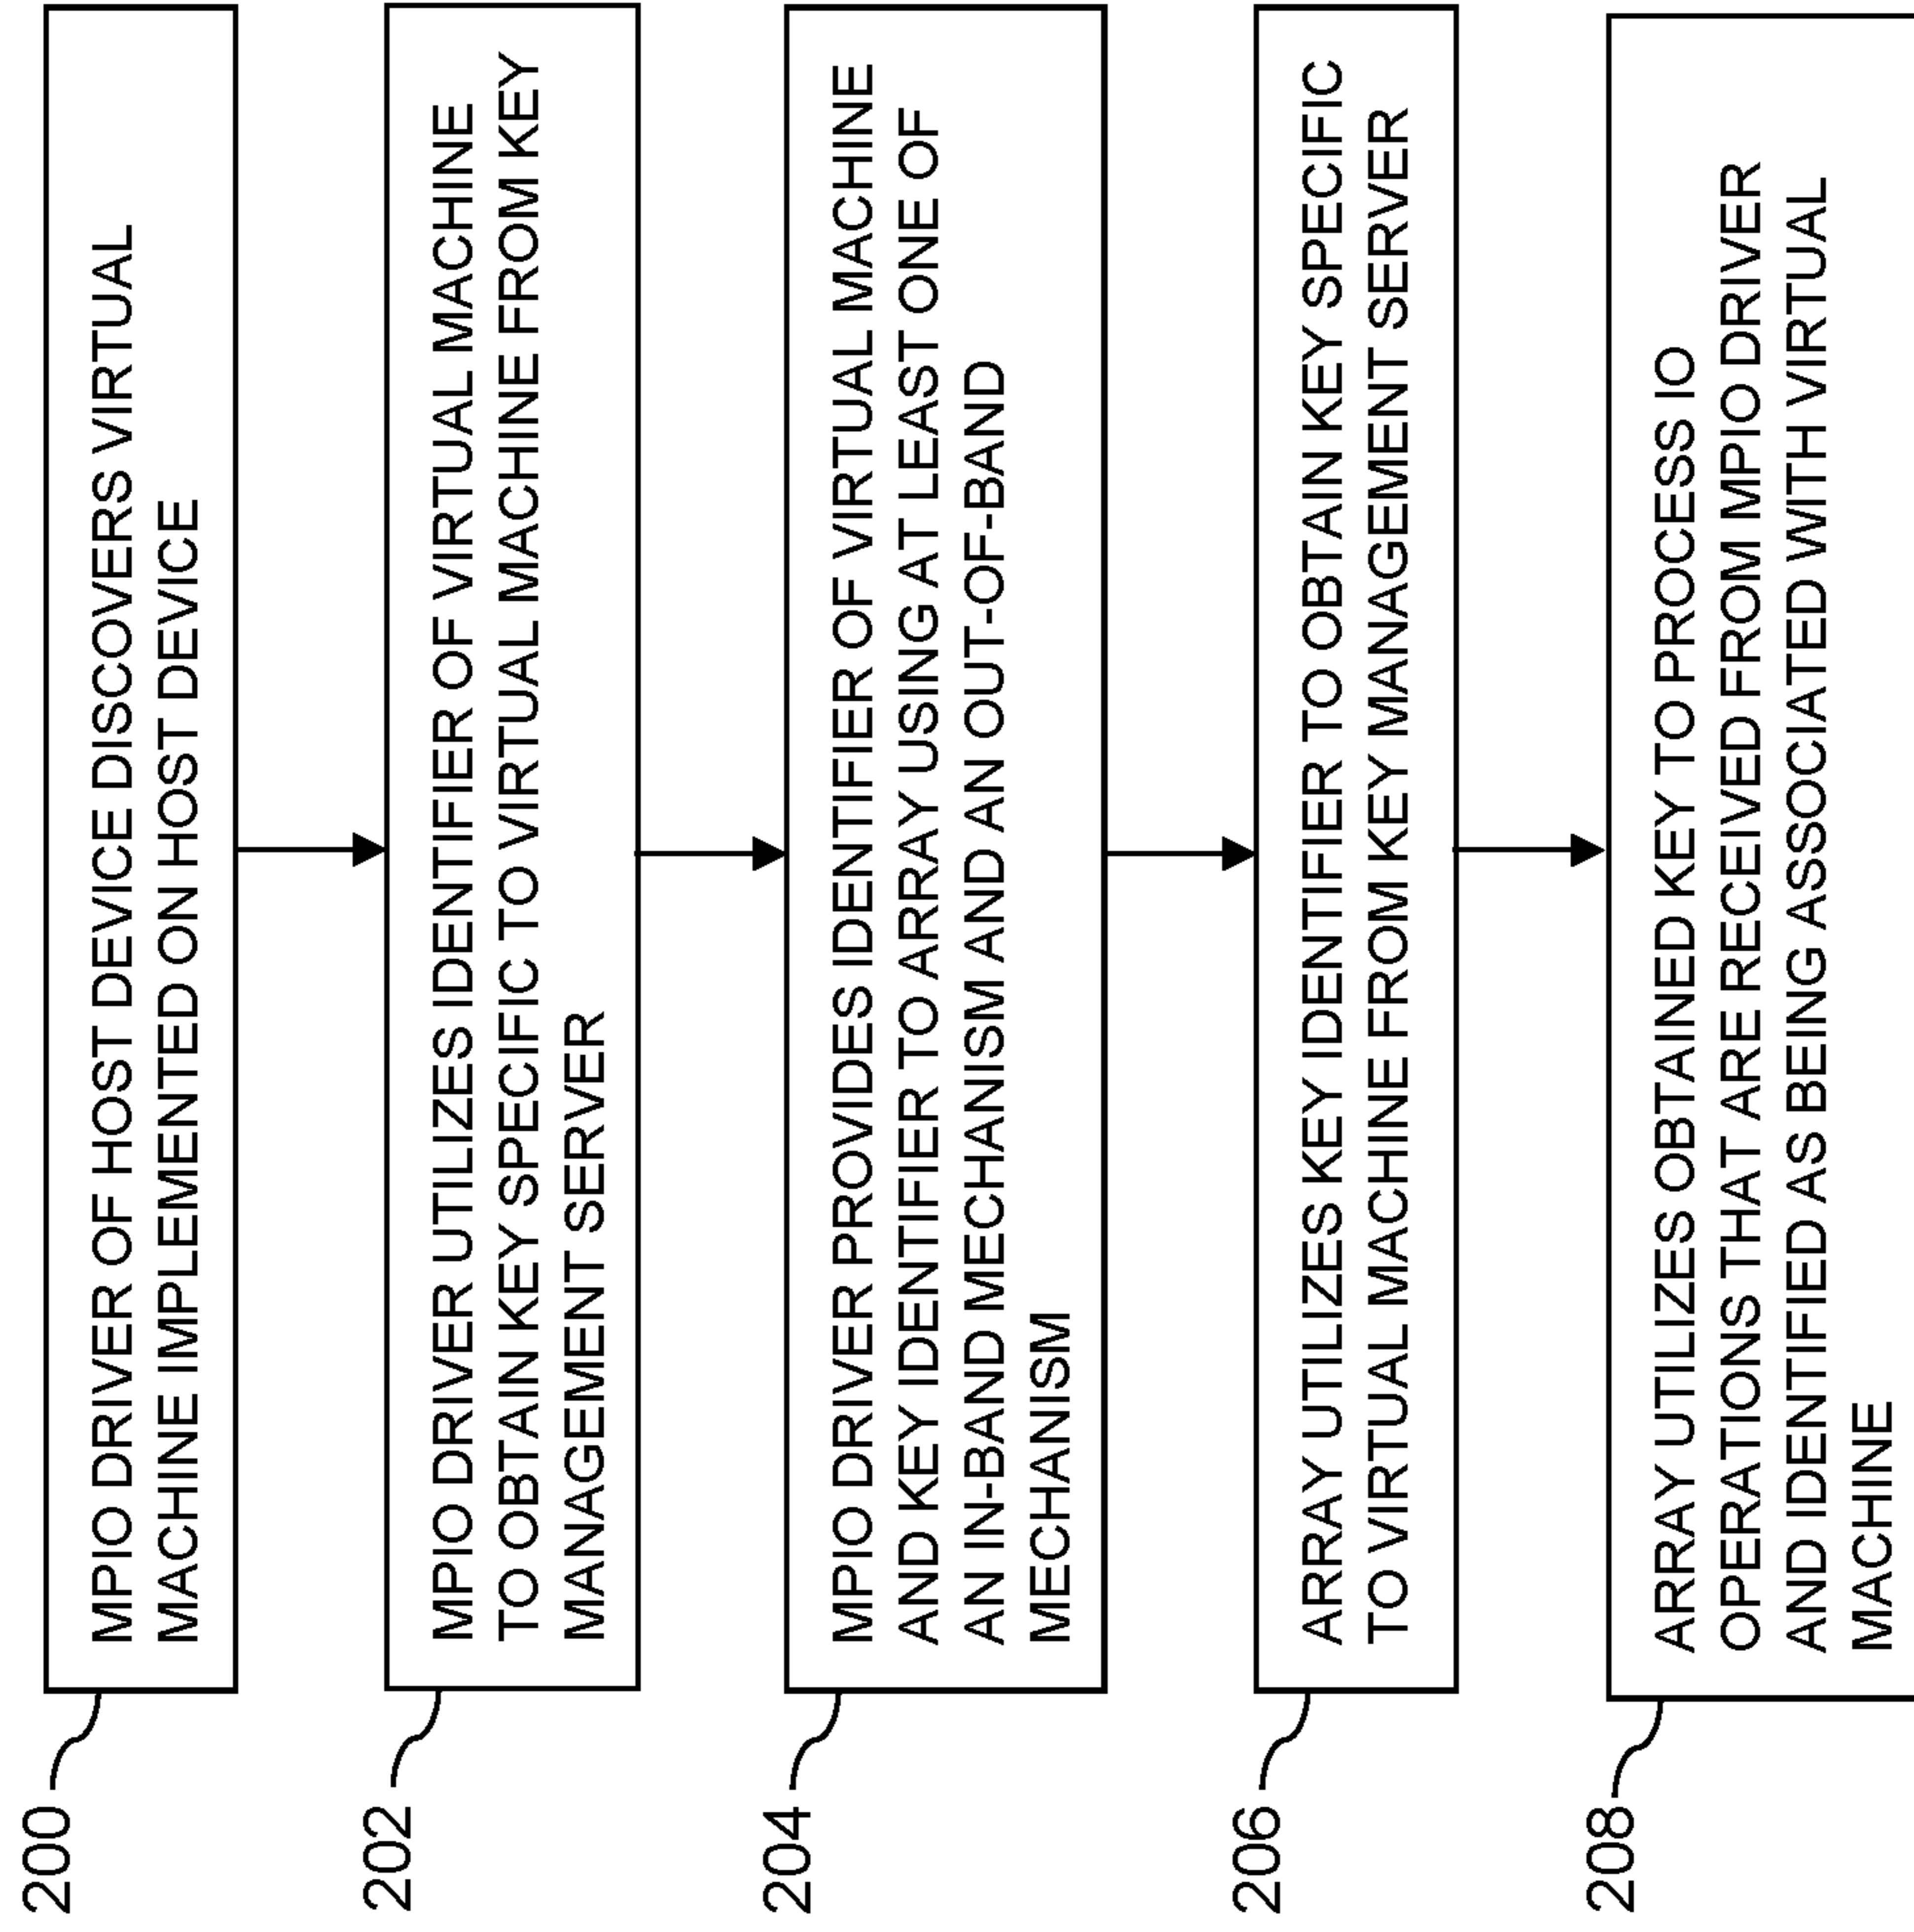 200
MPIO DRIVER OF HOST DEVICE DISCOVERS VIRTUAL
MACHINE IMPLEMENTED ON HOST DEVICE
202
MPIO DRIVER UTILIZES IDENTIFIER OF VIRTUAL MACHINE
TO OBTAIN KEY SPECIFIC TO VIRTUAL MACHINE FROM KEY
MANAGEMENT SERVER
204
MPIO DRIVER PROVIDES IDENTIFIER OF VIRTUAL MACHINE
AND KEY IDENTIFIER TO ARRAY USING AT LEAST ONE OF
AN IN-BAND MECHANISM AND AN OUT-OF-BAND
MECHANISM
206
ARRAY UTILIZES KEY IDENTIFIER TO OBTAIN KEY SPECIFIC
TO VIRTUAL MACHINE FROM KEY MANAGEMENT SERVER
208
ARRAY UTILIZES OBTAINED KEY TO PROCESS IO
OPERATIONS THAT ARE RECEIVED FROM MPIO DRIVER
AND IDENTIFIED AS BEING ASSOCIATED WITH VIRTUAL
MACHINE